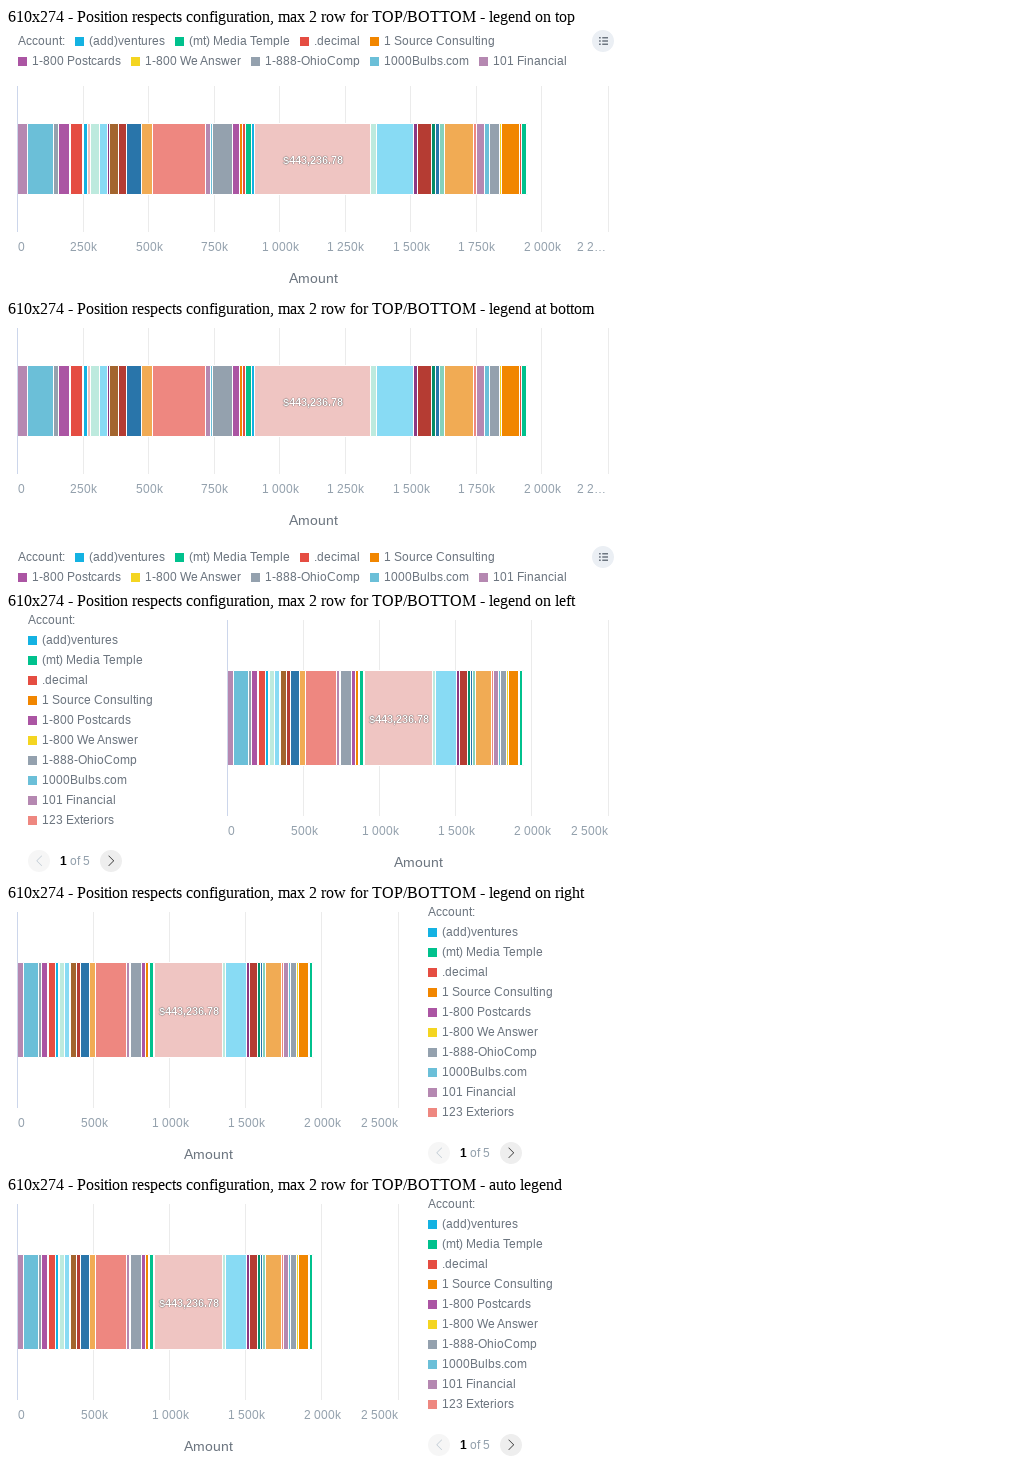 610x274 - Position respects configuration, max 2 row for TOP/BOTTOM - legend on top
Account: (add)ventures (mt) Media Temple .decimal 1 Source Consulting
1-800 Postcards 1-800 We Answer 1-888-OhioComp 1000Bulbs.com 101 Financial
$443,236.78
0 250k 500k 750k 1 000k 1 250k 1 500k 1 750k 2 000k 2 2…
Amount
610x274 - Position respects configuration, max 2 row for TOP/BOTTOM - legend at bottom
$443,236.78
0 250k 500k 750k 1 000k 1 250k 1 500k 1 750k 2 000k 2 2…
Amount
Account: (add)ventures (mt) Media Temple .decimal 1 Source Consulting
1-800 Postcards 1-800 We Answer 1-888-OhioComp 1000Bulbs.com 101 Financial
610x274 - Position respects configuration, max 2 row for TOP/BOTTOM - legend on left
Account:
(add)ventures
(mt) Media Temple
.decimal
1 Source Consulting
1-800 Postcards
1-800 We Answer
1-888-OhioComp
1000Bulbs.com
101 Financial
123 Exteriors
1 of 5
$443,236.78
0 500k 1 000k 1 500k 2 000k 2 500k
Amount
610x274 - Position respects configuration, max 2 row for TOP/BOTTOM - legend on right
$443,236.78
0 500k 1 000k 1 500k 2 000k 2 500k
Amount
Account:
(add)ventures
(mt) Media Temple
.decimal
1 Source Consulting
1-800 Postcards
1-800 We Answer
1-888-OhioComp
1000Bulbs.com
101 Financial
123 Exteriors
1 of 5
610x274 - Position respects configuration, max 2 row for TOP/BOTTOM - auto legend
$443,236.78
0 500k 1 000k 1 500k 2 000k 2 500k
Amount
Account:
(add)ventures
(mt) Media Temple
.decimal
1 Source Consulting
1-800 Postcards
1-800 We Answer
1-888-OhioComp
1000Bulbs.com
101 Financial
123 Exteriors
1 of 5